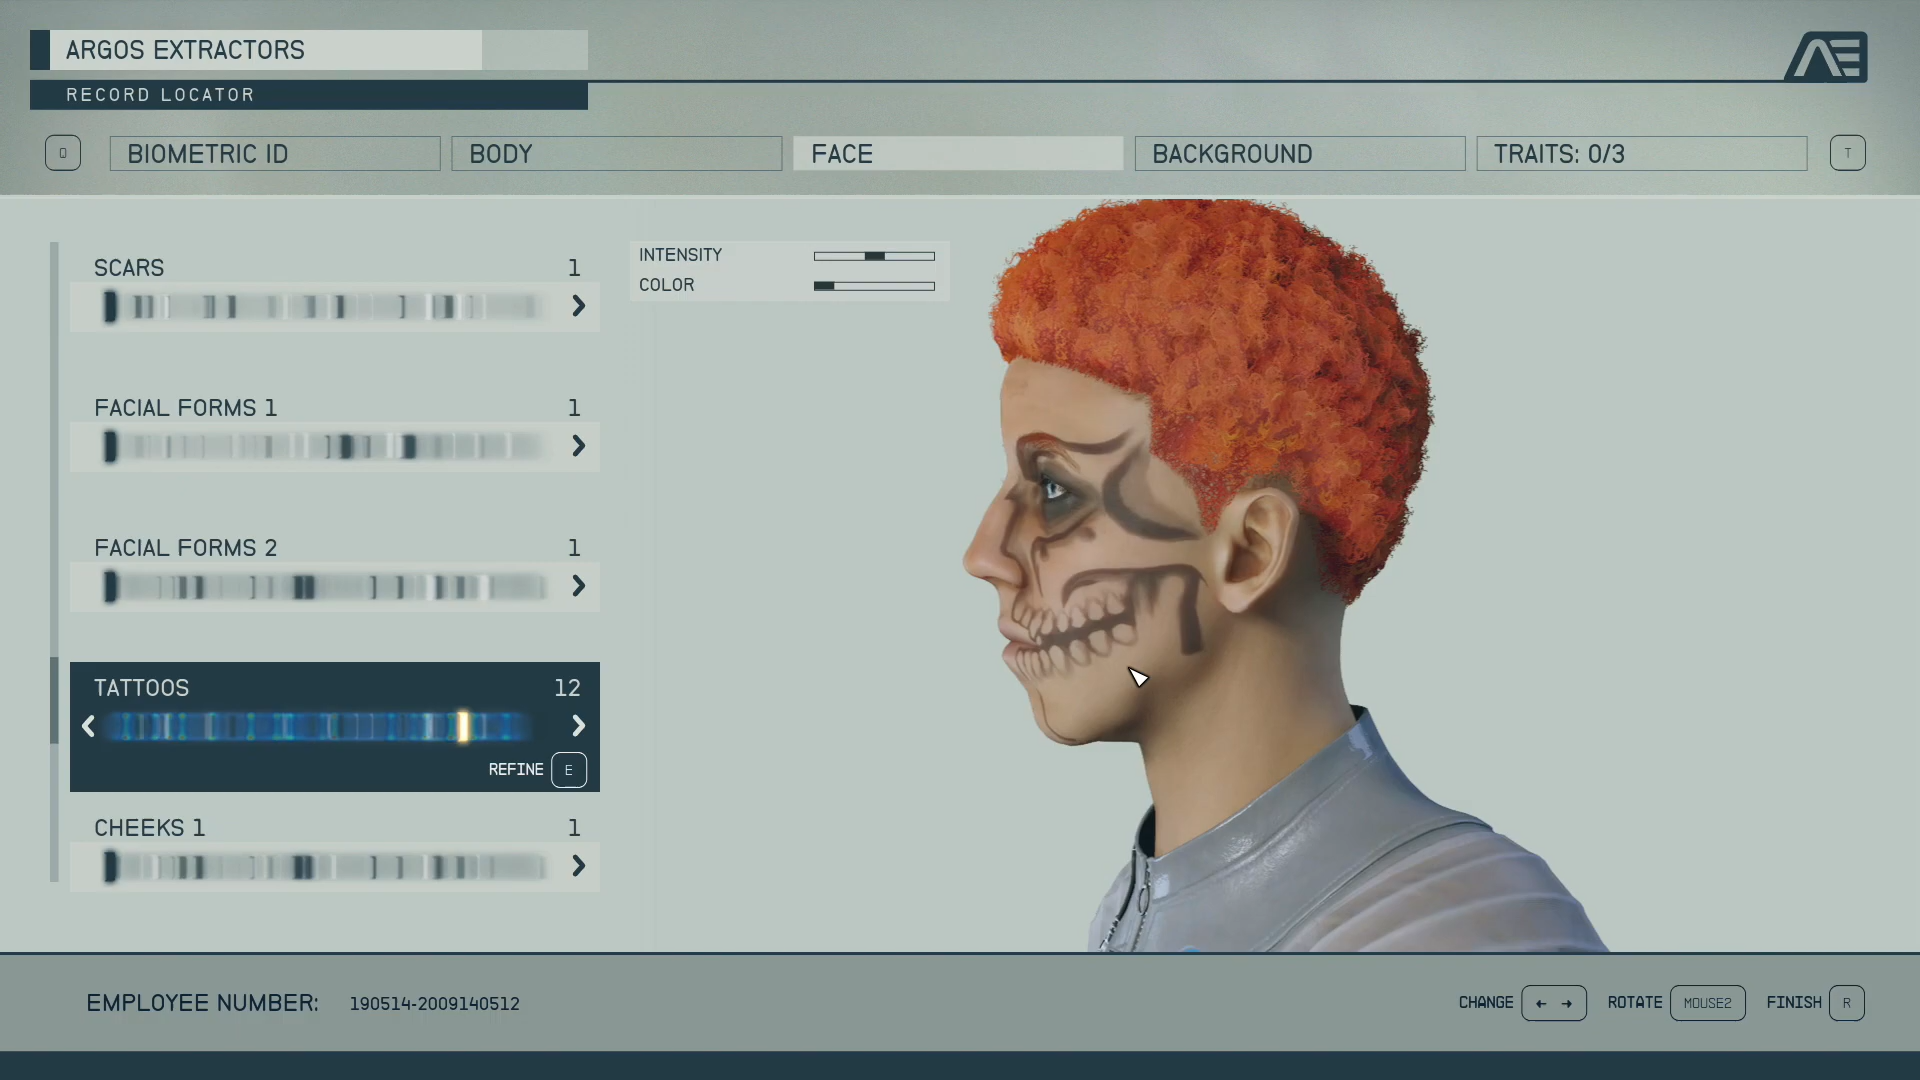 ARGOS EXTRACTORS
RECORD LOCATOR
BIOMETRIC ID
BODY
FACE
BACKGROUND
TRAITS: 0/3
T
SCARS 1
INTENSITY
COLOR
FACIAL FORMS 1 1
FACIAL FORMS 2 1
TATTOOS 12
REFINE E
CHEEKS 1 1
EMPLOYEE NUMBER: 190514-2009140512
CHANGE ← →
ROTATE MOUSE2
FINISH R